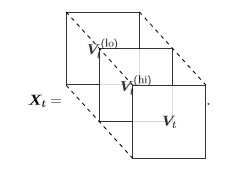 V_t^{(lo)}
V_t^{(hi)}
X_t = .
V_t